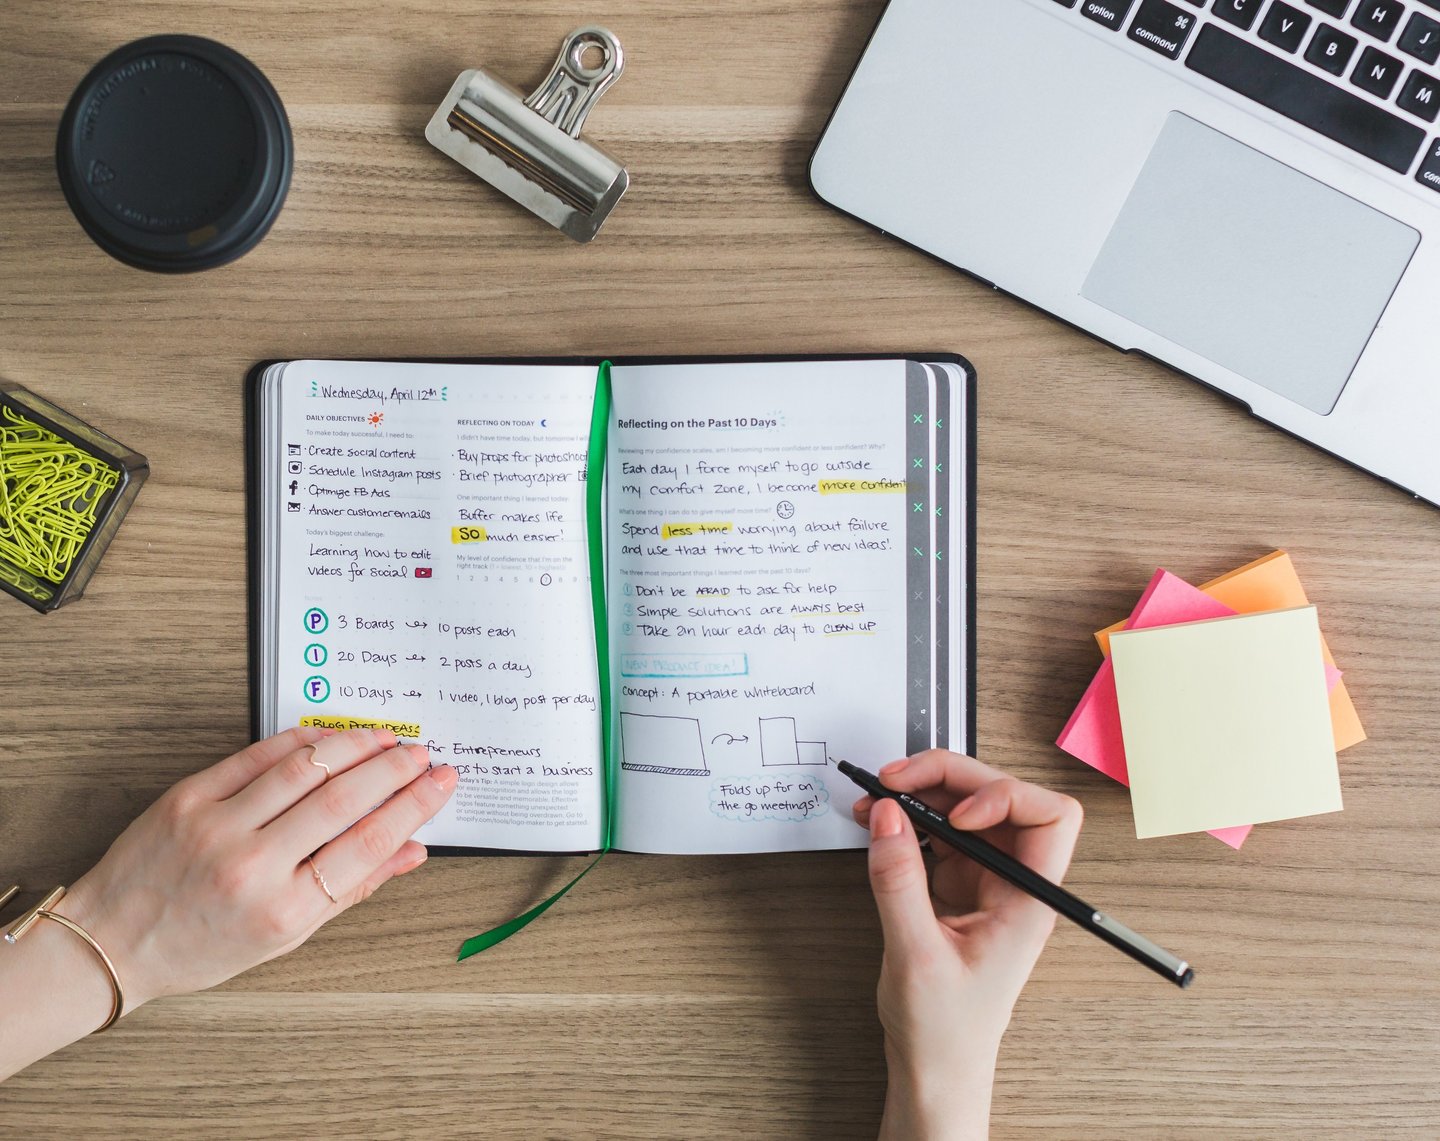 option
⌘
command
C
V
B
N
M
H
J
Wednesday, April 12th
DAILY OBJECTIVES
To make today successful, I need to:
· Create social content
· Schedule Instagram posts
· Optimize FB Ads
· Answer customer emails
Today's biggest challenge:
Learning how to edit
videos for social
Notes
P 3 Boards → 10 posts each
I 20 Days → 2 posts a day
F 10 Days → 1 video, 1 blog post per day
BLOG POST IDEAS:
for Entrepreneurs
to start a business
REFLECTING ON TODAY
I didn't have time today, but tomorrow I will
· Buy props for photoshoot
· Brief photographer
One important thing I learned today:
Buffer makes life
SO much easier!
My level of confidence that I'm on the
right track (1 = lowest, 10 = highest):
1 2 3 4 5 6 7 8 9
Today's Tip: A simple logo design allows
for easy recognition and allows the logo
to be versatile and memorable. Effective
logos feature something unexpected
or unique without being overdrawn. Go to
shopify.com/tools/logo-maker to get started.
Reflecting on the Past 10 Days
Reviewing my confidence scales, am I becoming more confident or less confident? Why?
Each day I force myself to go outside
my comfort zone, I become more confident
What's one thing I can do to give myself more time?
Spend less time worrying about failure
and use that time to think of new ideas!
The three most important things I learned over the past 10 days?
1 Don't be AFRAID to ask for help
2 Simple solutions are ALWAYS best
3 Take an hour each day to CLEAN UP
NEW PRODUCT IDEA!
Concept: A portable whiteboard
Folds up for on
the go meetings!